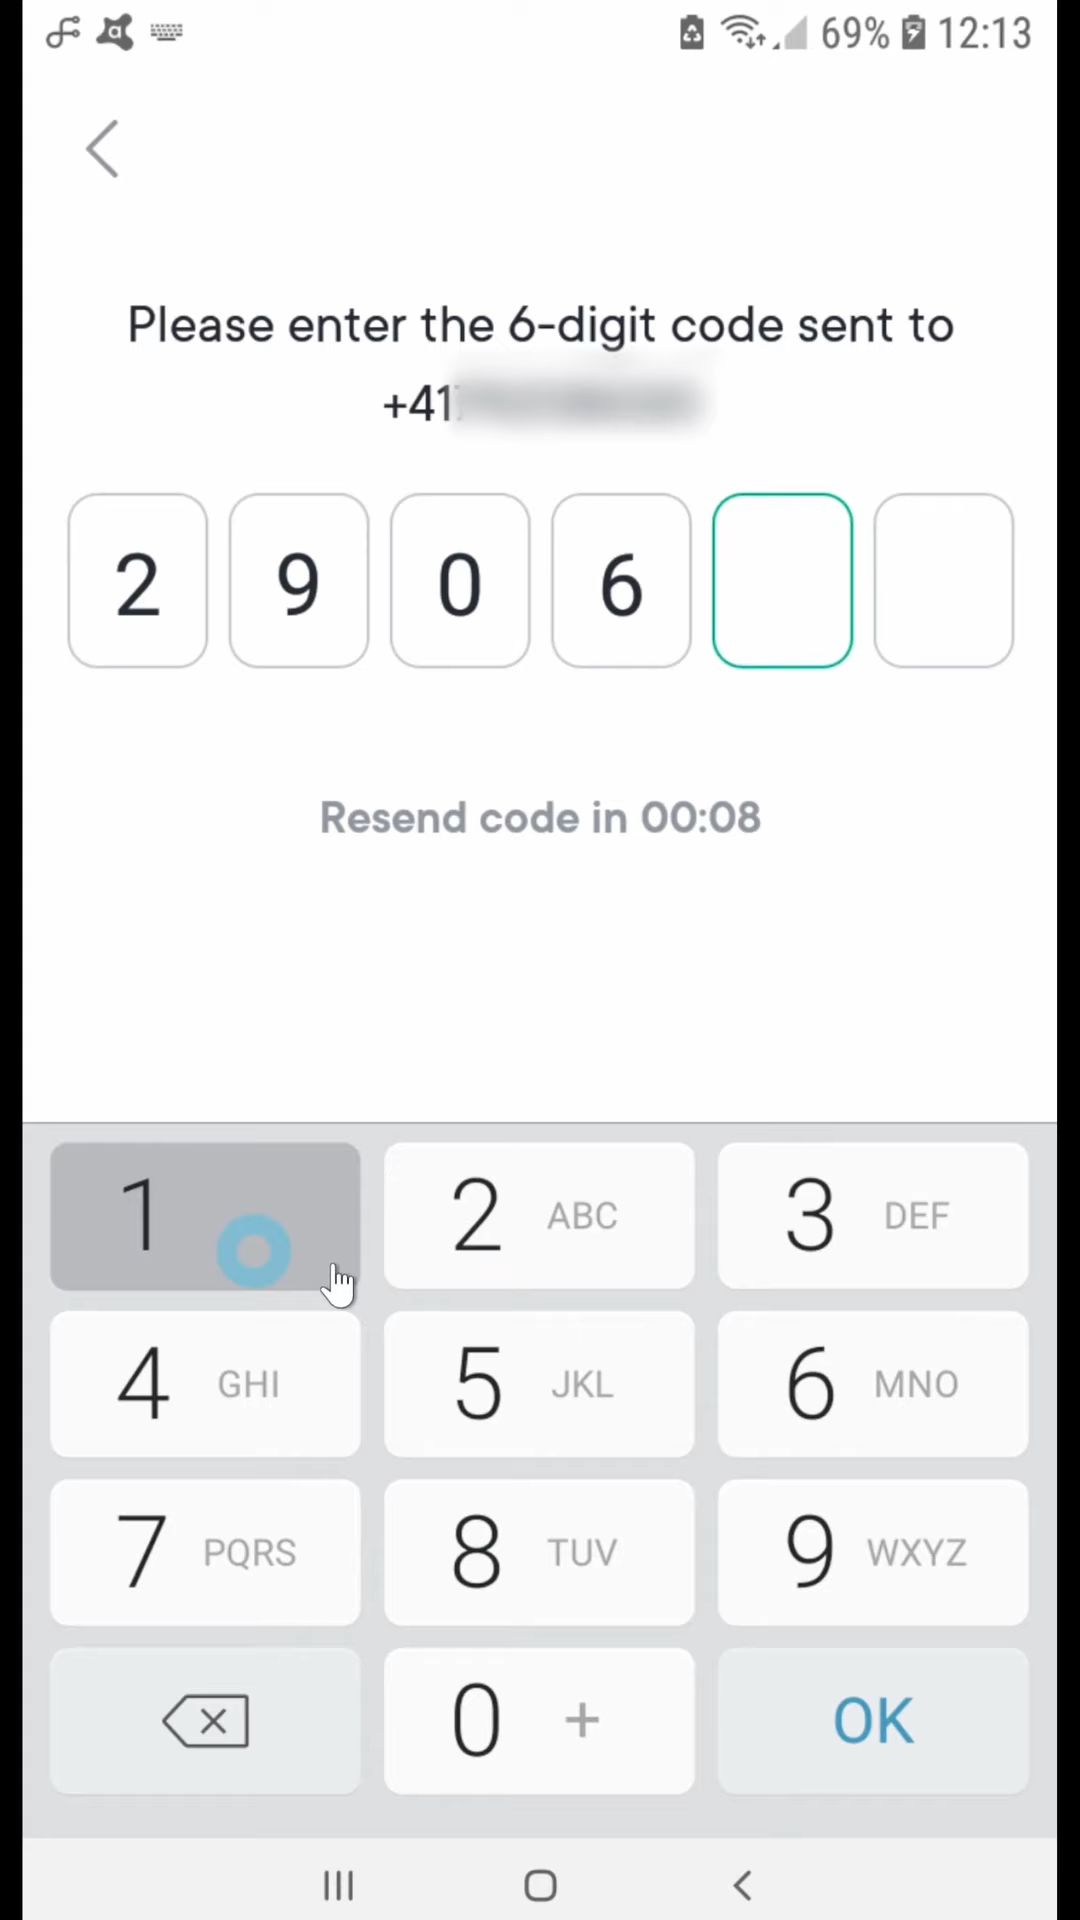 69% 12:13
Please enter the 6-digit code sent to
+41
2 9 0 6
Resend code in 00:08
1 2 ABC 3 DEF
4 GHI 5 JKL 6 MNO
7 PQRS 8 TUV 9 WXYZ
0 + OK